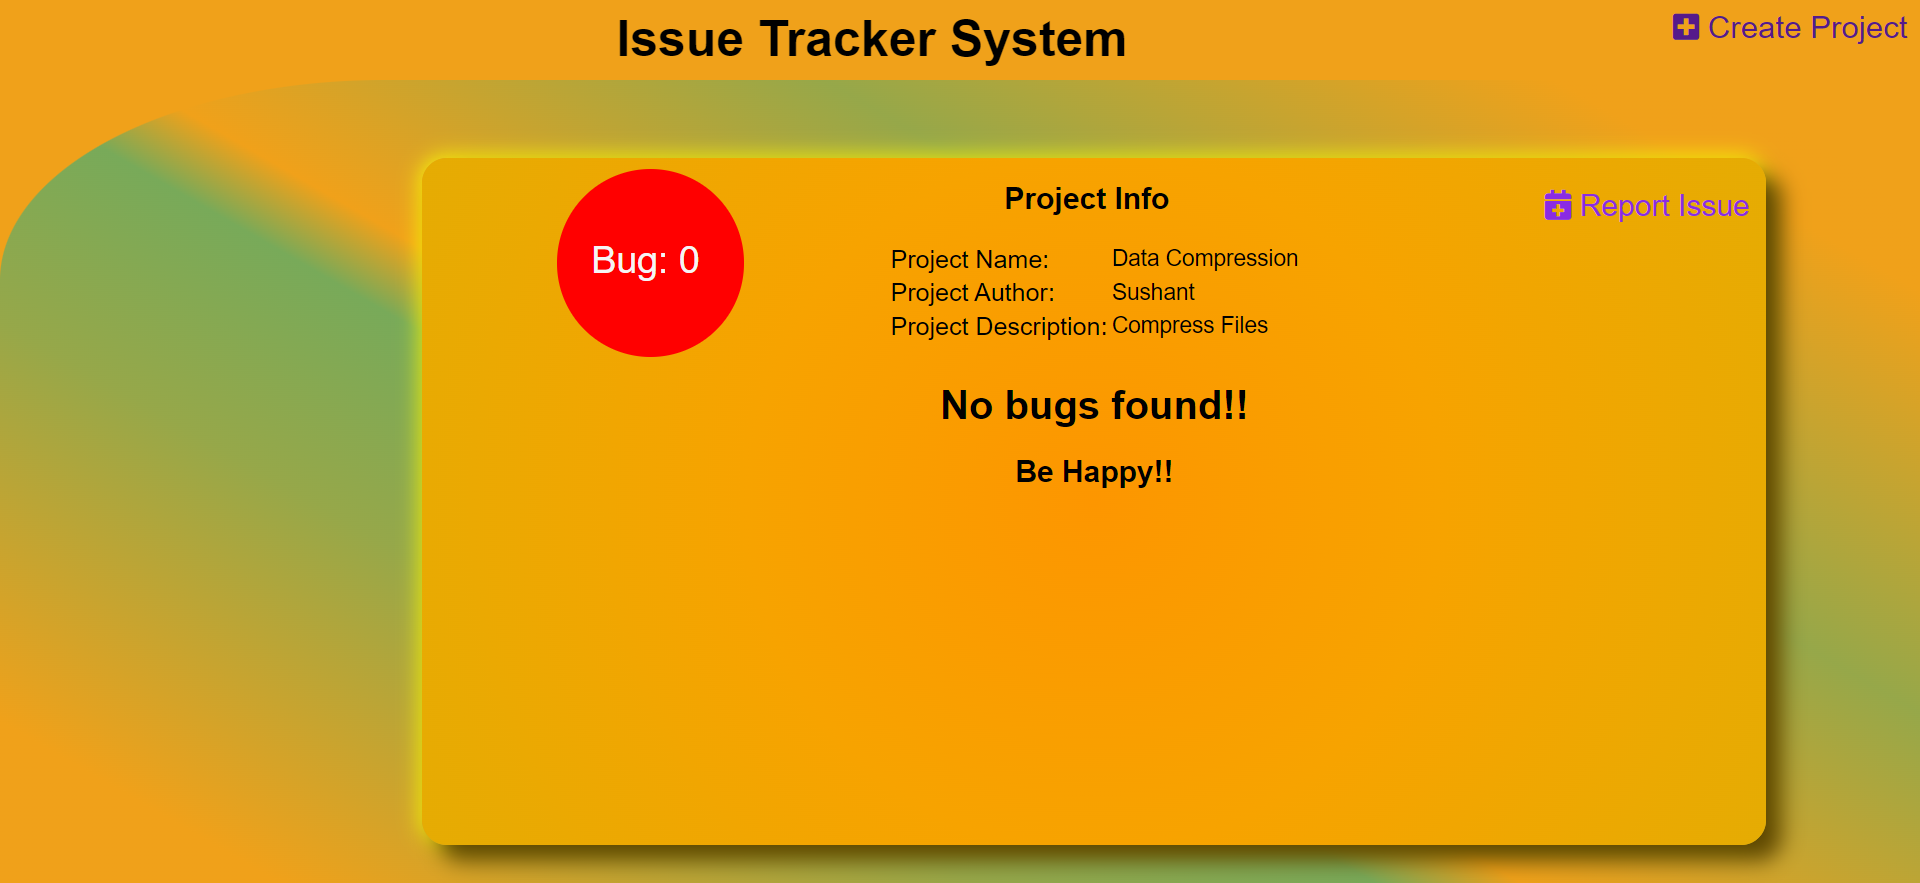 Issue Tracker System
Create Project
Project Info
Report Issue
Bug: 0
Project Name: Data Compression
Project Author: Sushant
Project Description: Compress Files
No bugs found!!
Be Happy!!